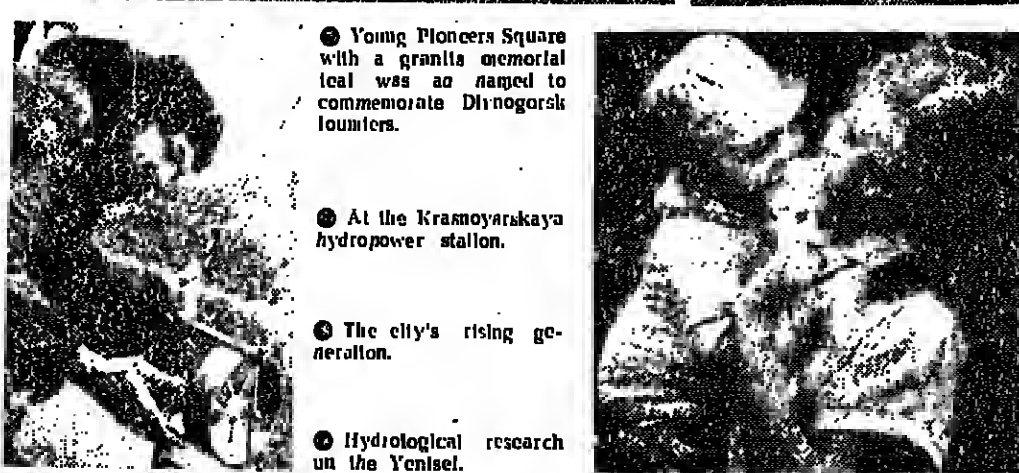 Young Pioneers Square
with a granite memorial
was so named to
commemorate Divnogorsk
founders.
At the Krasnoyarskaya
hydropower station.
The city's rising ge-
neration.
Hydrological research
on the Yenisei.